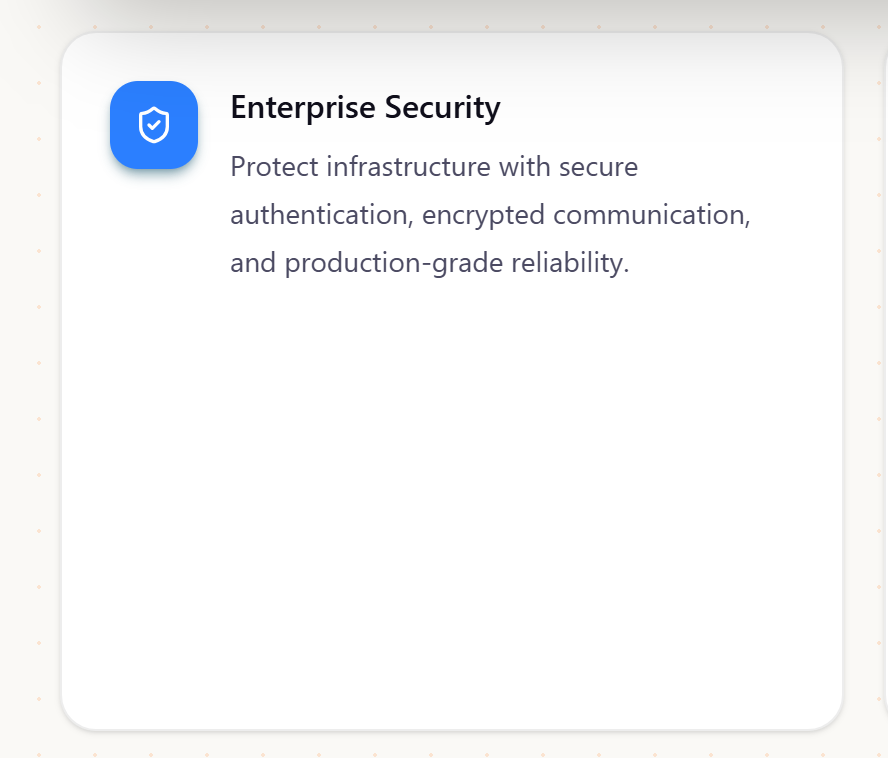 Enterprise Security
Protect infrastructure with secure
authentication, encrypted communication,
and production-grade reliability.